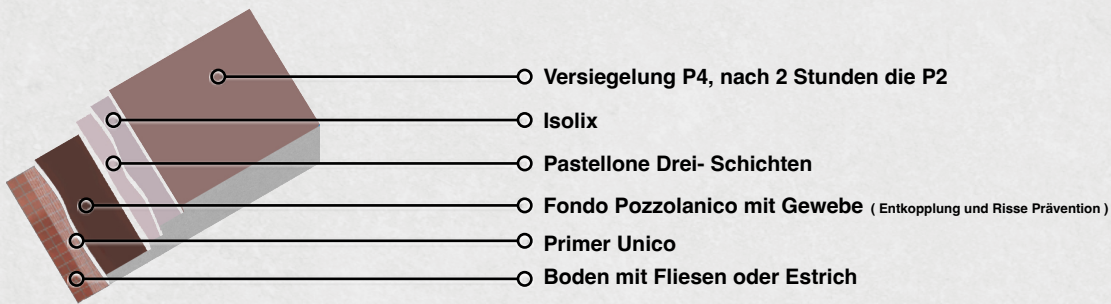 Versiegelung P4, nach 2 Stunden die P2
Isolix
Pastellone Drei- Schichten
Fondo Pozzolanico mit Gewebe ( Entkopplung und Risse Prävention )
Primer Unico
Boden mit Fliesen oder Estrich